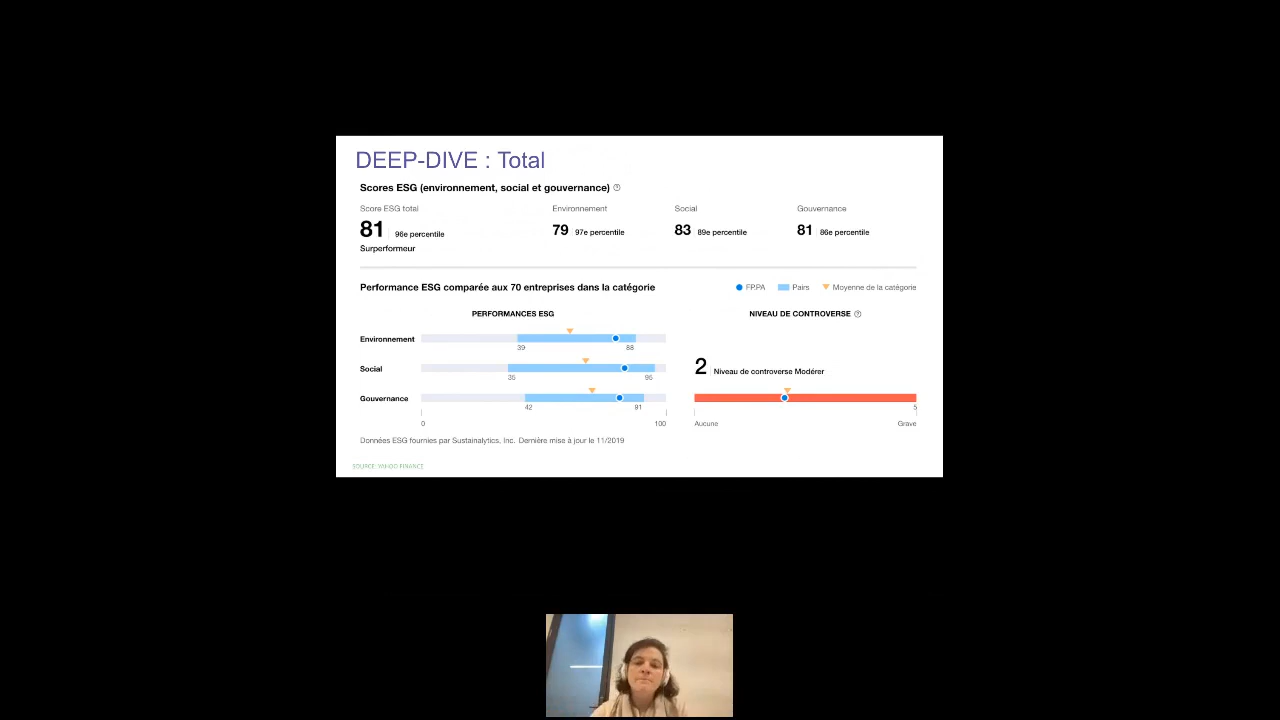 DEEP-DIVE : Total
Scores ESG (environnement, social et gouvernance) ?
Score ESG total
81 96e percentile
Surperformeur
Environnement
79 97e percentile
Social
83 89e percentile
Gouvernance
81 86e percentile
Performance ESG comparée aux 70 entreprises dans la catégorie
FP.PA Pairs Moyenne de la catégorie
PERFORMANCES ESG
Environnement
39 88
Social
35 95
Gouvernance
42 91
0 100
NIVEAU DE CONTROVERSE ?
2 Niveau de controverse Modérer
5
Aucune Grave
Données ESG fournies par Sustainalytics, Inc. Dernière mise à jour le 11/2019
SOURCE: YAHOO FINANCE